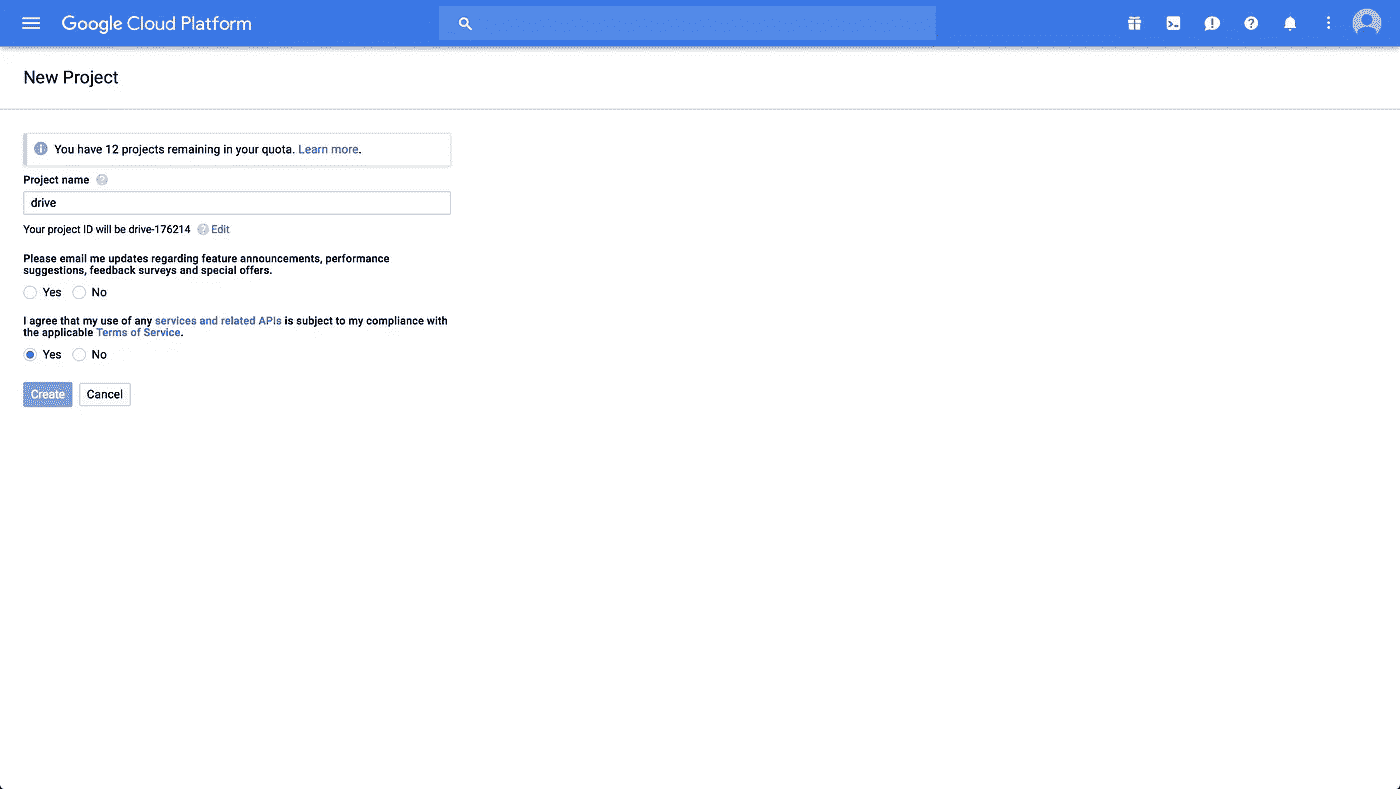 Google Cloud Platform
New Project
You have 12 projects remaining in your quota. Learn more.
Project name
drive
Your project ID will be drive-176214 Edit
Please email me updates regarding feature announcements, performance
suggestions, feedback surveys and special offers.
Yes No
I agree that my use of any services and related APIs is subject to my compliance with
the applicable Terms of Service.
Yes No
Create Cancel